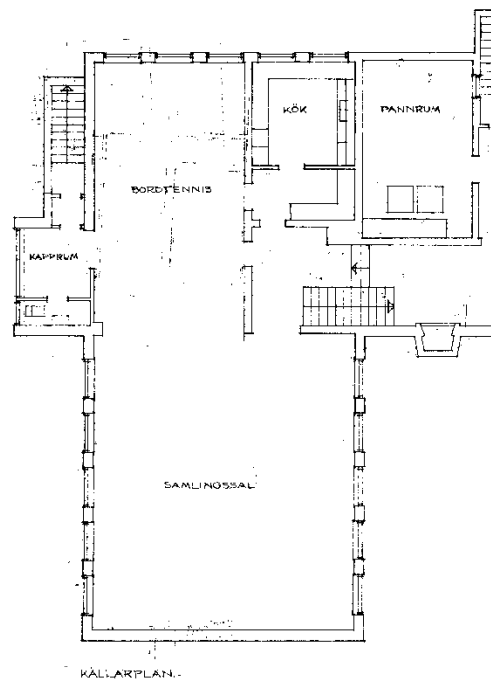 KÖK
PANNRUM
BORDTENNIS
KAPPRUM
SAMLINGSSAL
KÄLLARPLAN.